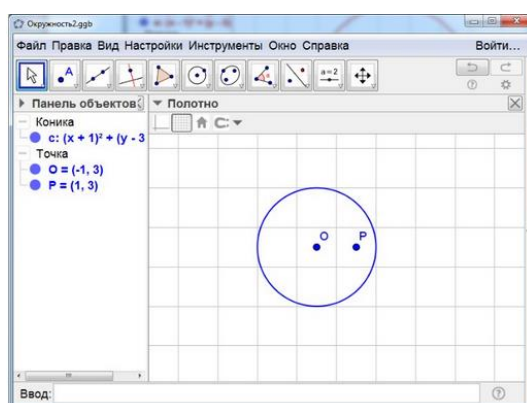 Окружность2.ggb
Файл Правка Вид Настройки Инструменты Окно Справка Войти...
A a=2
Панель объектов Полотно
Коника
c: (x + 1)² + (y - 3
Точка
O = (-1, 3)
P = (1, 3)
O P
Ввод: